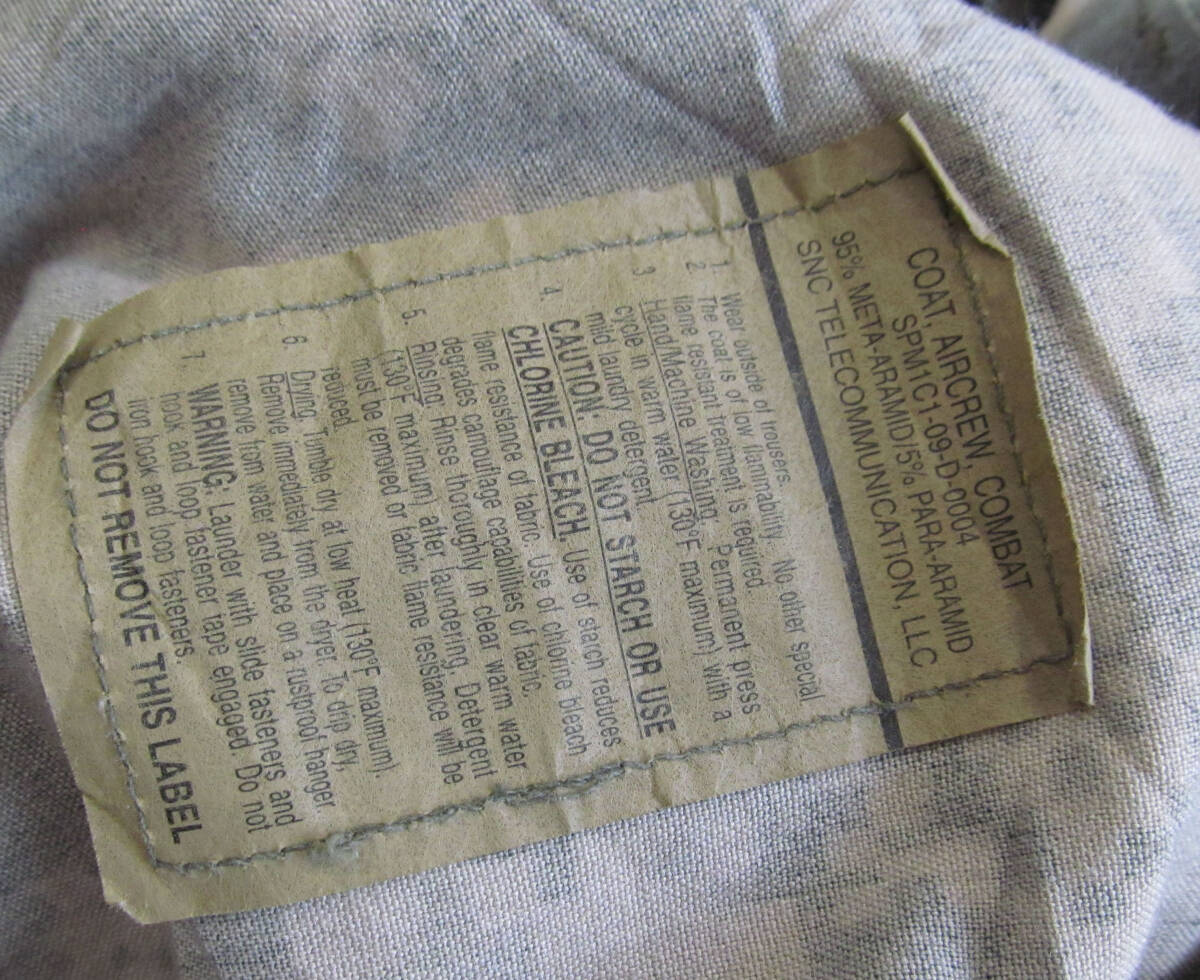 COAT, AIRCREW, COMBAT
SPM1C1-09-D-0004
95% META-ARAMID/5% PARA-ARAMID
SNC TELECOMMUNICATION, LLC
1. Wear outside of trousers.
2. The coat is of low flammability. No other special
flame resistant treatment is required.
3 Hand/Machine Washing: Permanent press
cycle in warm water (130°F maximum) with a
mild laundry detergent.
4. CAUTION: DO NOT STARCH OR USE
CHLORINE BLEACH. Use of starch reduces
flame resistance of fabric. Use of chlorine bleach
degrades camouflage capabilities of fabric.
5. Rinsing: Rinse thoroughly in clear warm water
(130°F maximum) after laundering. Detergent
must be removed or fabric flame resistance will be
reduced.
6. Drying: Tumble dry at low heat (130°F maximum).
Remove immediately from the dryer. To drip dry,
remove from water and place on a rustproof hanger.
7. WARNING: Launder with slide fasteners and
hook and loop fastener tape engaged. Do not
iron hook and loop fasteners.
DO NOT REMOVE THIS LABEL